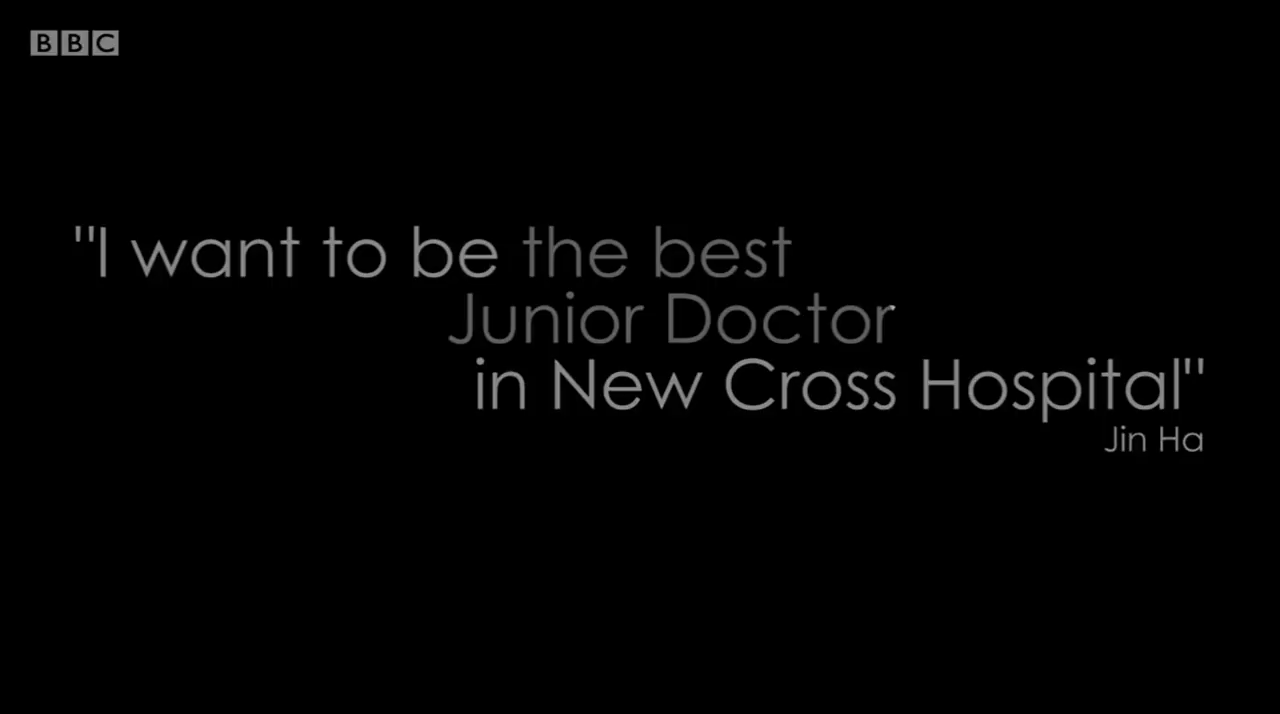 BBC
"I want to be the best
Junior Doctor
in New Cross Hospital"
Jin Ha